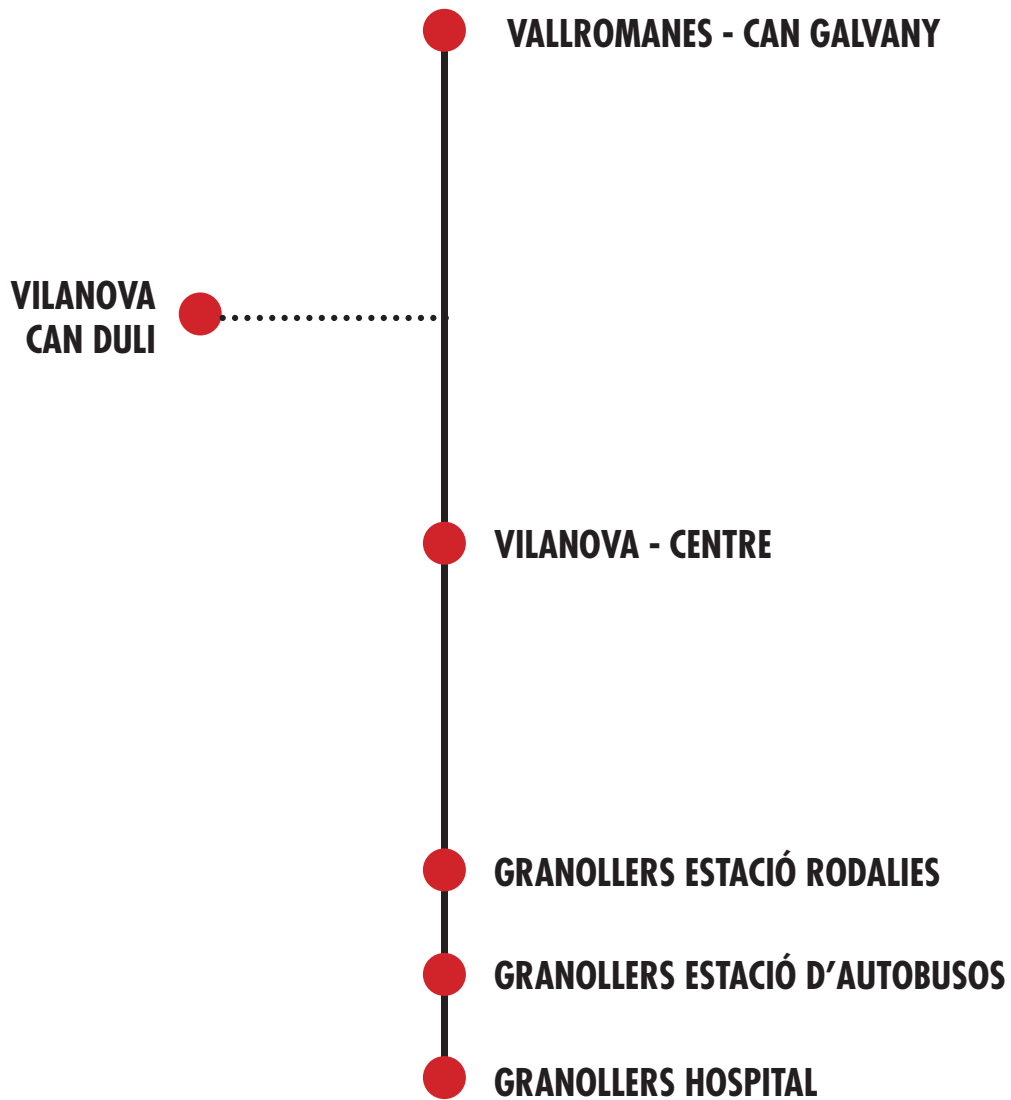 VALLROMANES - CAN GALVANY
VILANOVA
CAN DULI
VILANOVA - CENTRE
GRANOLLERS ESTACIÓ RODALIES
GRANOLLERS ESTACIÓ D’AUTOBUSOS
GRANOLLERS HOSPITAL